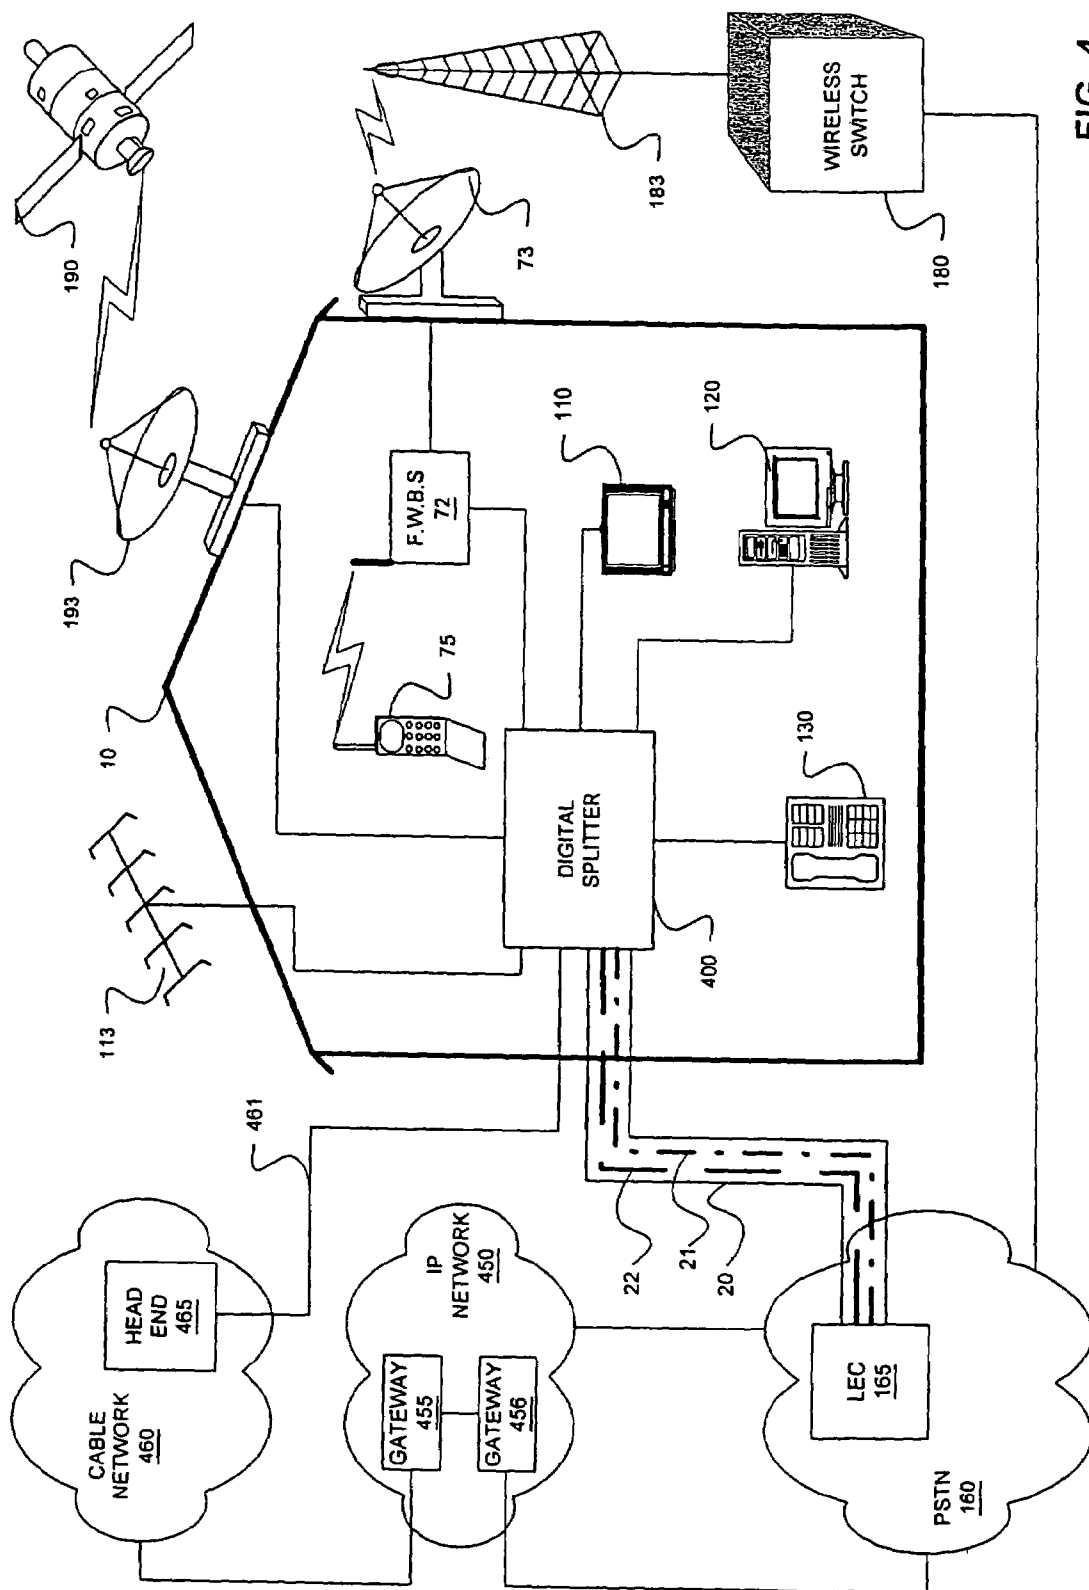 190
193
10
113
461
CABLE
NETWORK
460
HEAD
END
465
IP
NETWORK
450
GATEWAY
455
GATEWAY
456
22
21
20
PSTN
160
LEC
165
DIGITAL
SPLITTER
400
75
F.W.B.S
72
73
110
120
130
183
WIRELESS
SWITCH
180
FIG. 4